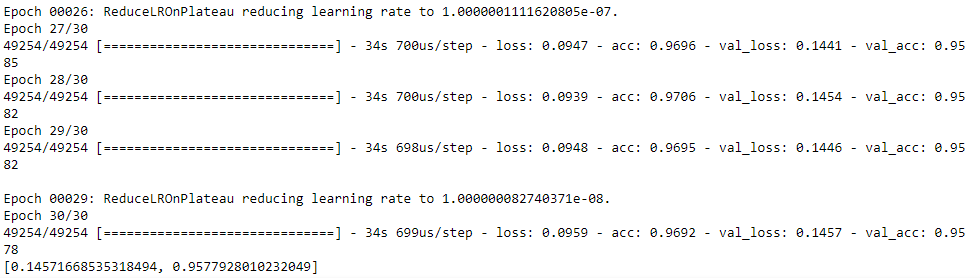 Epoch 00026: ReduceLROnPlateau reducing learning rate to 1.0000001111620805e-07.
Epoch 27/30
49254/49254 [==============================] - 34s 700us/step - loss: 0.0947 - acc: 0.9696 - val_loss: 0.1441 - val_acc: 0.95
85
Epoch 28/30
49254/49254 [==============================] - 34s 700us/step - loss: 0.0939 - acc: 0.9706 - val_loss: 0.1454 - val_acc: 0.95
82
Epoch 29/30
49254/49254 [==============================] - 34s 698us/step - loss: 0.0948 - acc: 0.9695 - val_loss: 0.1446 - val_acc: 0.95
82
Epoch 00029: ReduceLROnPlateau reducing learning rate to 1.000000082740371e-08.
Epoch 30/30
49254/49254 [==============================] - 34s 699us/step - loss: 0.0959 - acc: 0.9692 - val_loss: 0.1457 - val_acc: 0.95
78
[0.14571668535318494, 0.9577928010232049]